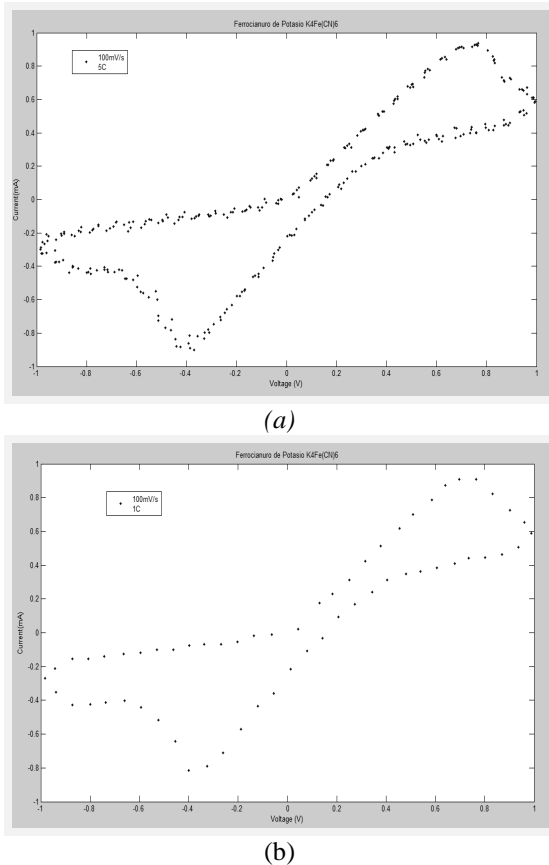 Ferrocianuro de Potasio K4Fe(CN)6
1
0.8
0.6
0.4
0.2
0
-0.2
-0.4
-0.6
-0.8
-1
Current(mA)
100mV/s
5C
-1 -0.8 -0.6 -0.4 -0.2 0 0.2 0.4 0.6 0.8 1
Voltage (V)
(a)
Ferrocianuro de Potasio K4Fe(CN)6
1
0.8
0.6
0.4
0.2
0
-0.2
-0.4
-0.6
-0.8
-1
Current(mA)
100mV/s
1C
-1 -0.8 -0.6 -0.4 -0.2 0 0.2 0.4 0.6 0.8 1
Voltage (V)
(b)